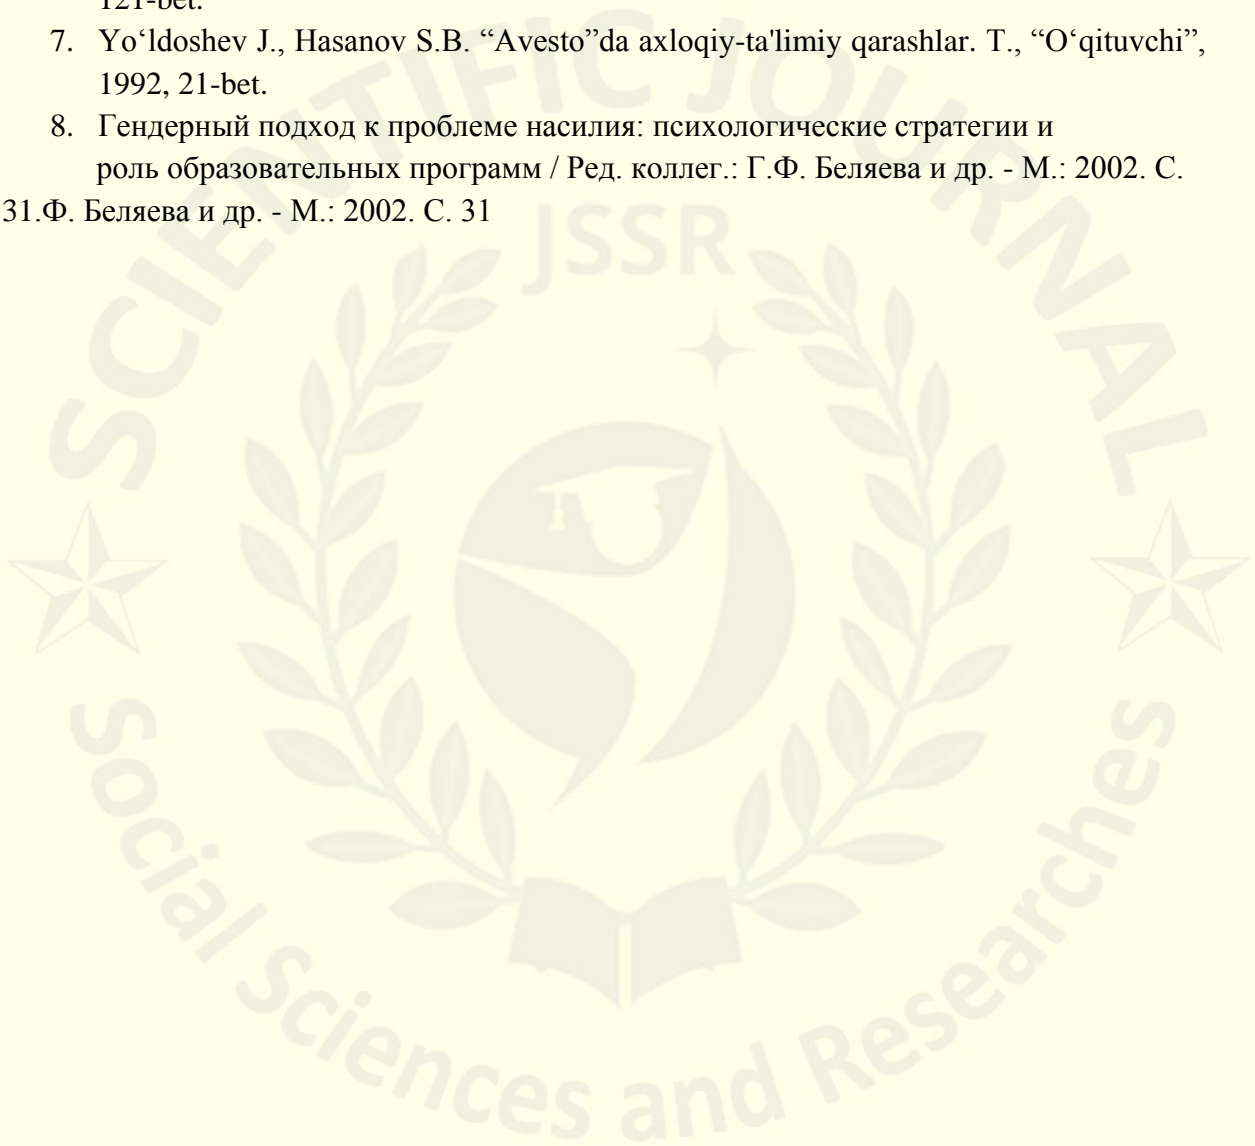 121-bet.
7. Yo‘ldoshev J., Hasanov S.B. “Avesto”da axloqiy-ta'limiy qarashlar. T., “O‘qituvchi”,
1992, 21-bet.
8. Гендерный подход к проблеме насилия: психологические стратегии и
роль образовательных программ / Ред. коллег.: Г.Ф. Беляева и др. - М.: 2002. С.
31.Ф. Беляева и др. - М.: 2002. С. 31
SCIENTIFIC JOURNAL
JSSR
Social Sciences and Researches